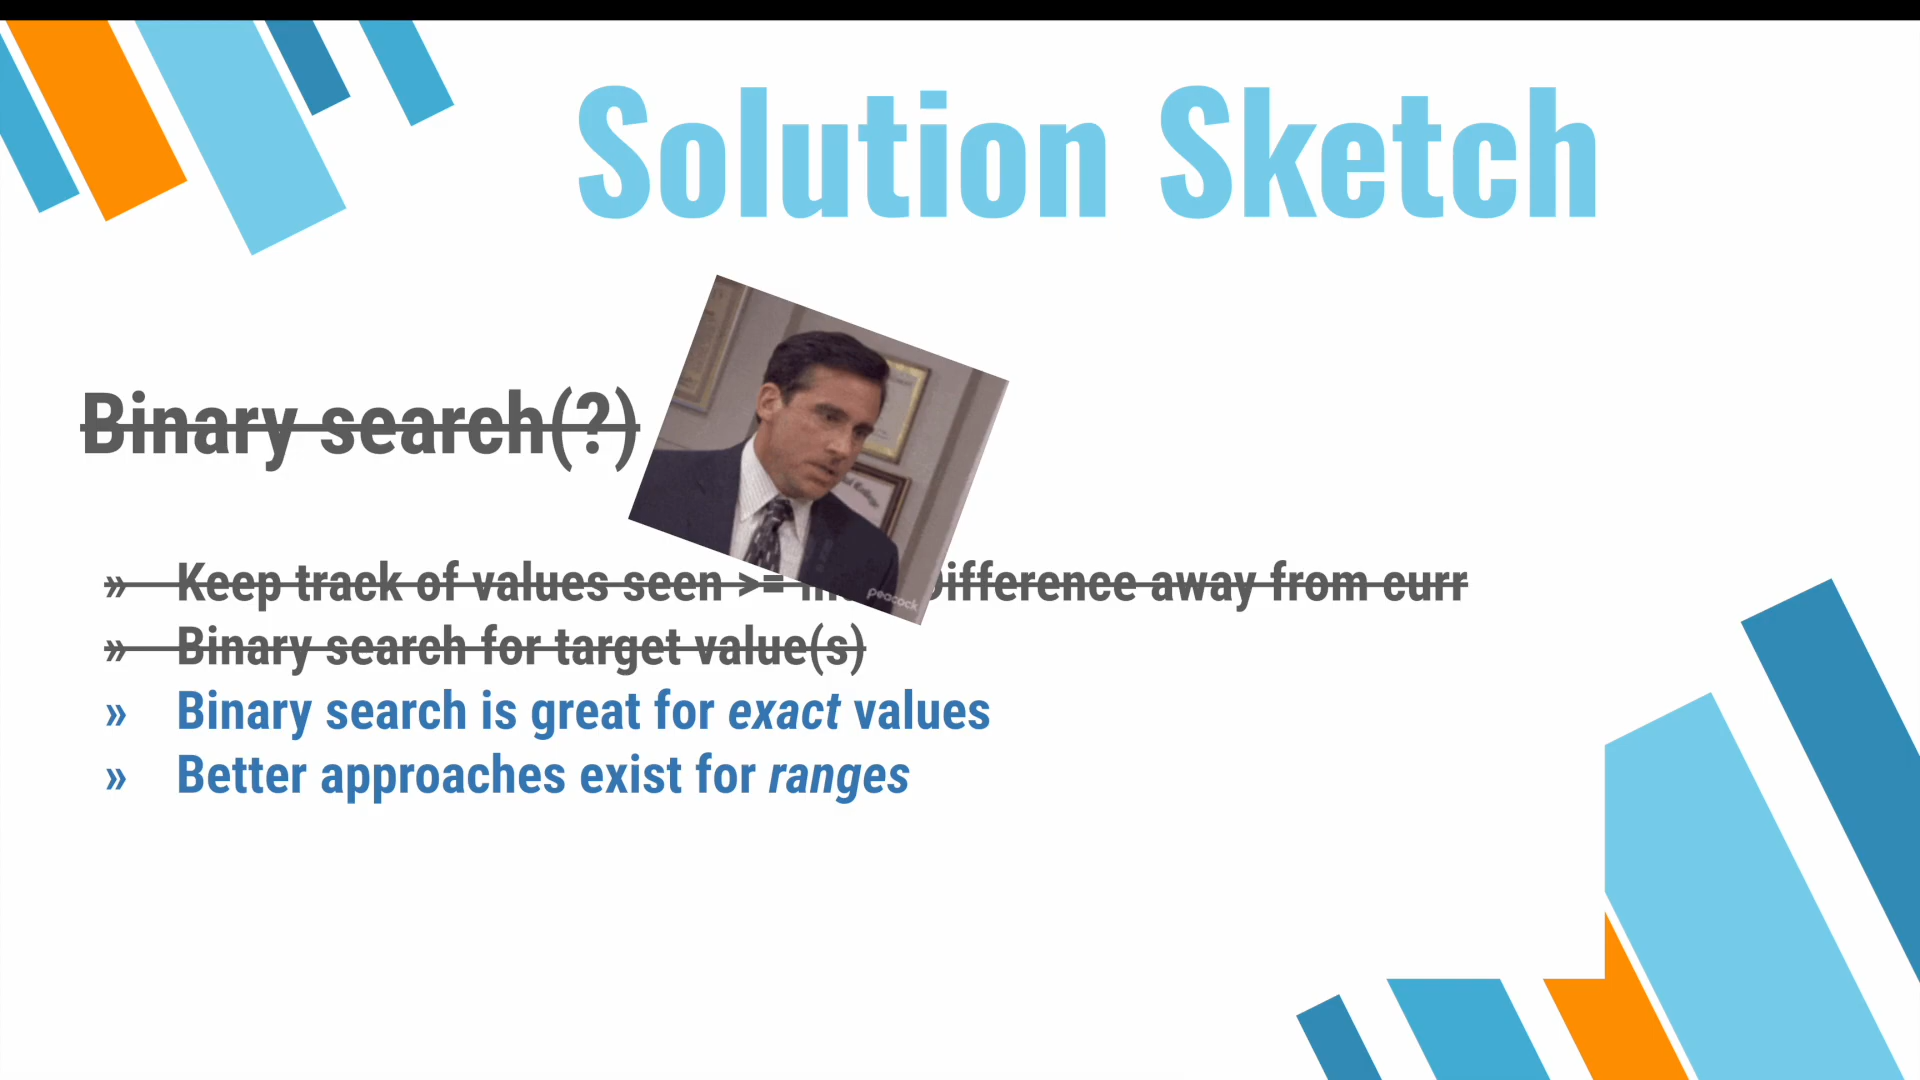 Solution Sketch
Binary search(?)
» Keep track of values seen >= ifference away from curr
» Binary search for target value(s)
» Binary search is great for exact values
» Better approaches exist for ranges
peacock